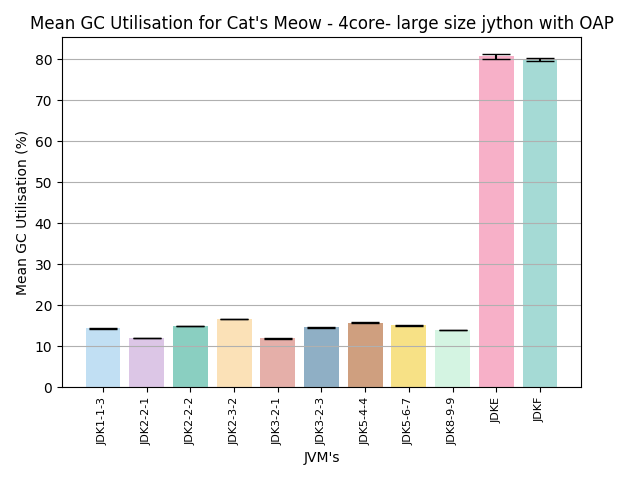 Mean GC Utilisation for Cat's Meow - 4core- large size jython with OAP
Mean GC Utilisation (%)
80
70
60
50
40
30
20
10
0
JDK1-1-3
JDK2-2-1
JDK2-2-2
JDK2-3-2
JDK3-2-1
JDK3-2-3
JDK5-4-4
JDK5-6-7
JDK8-9-9
JDKE
JDKF
JVM's